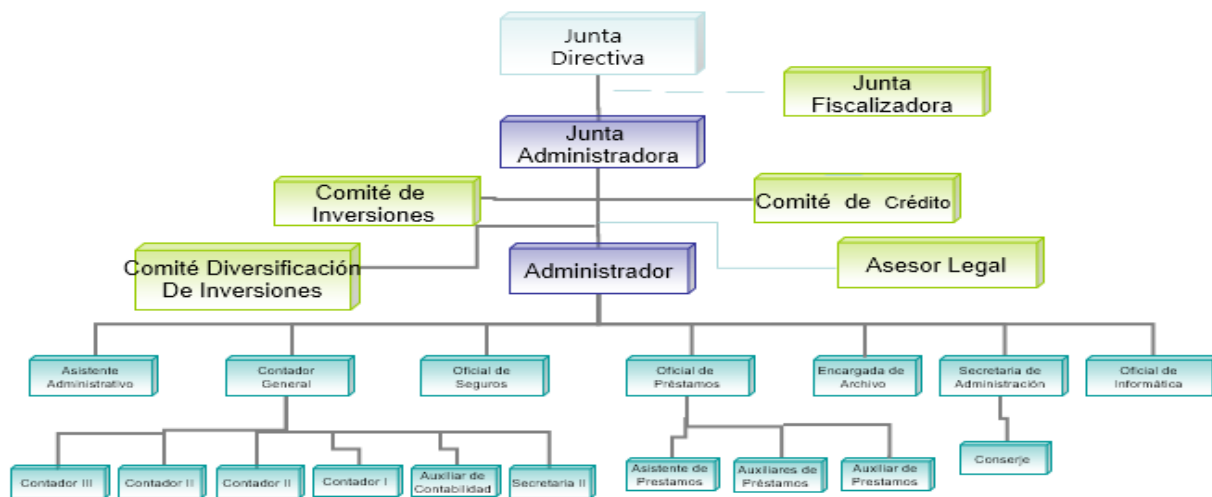 Junta
Directiva
Junta
Fiscalizadora
Junta
Administradora
Comité de
Inversiones
Comité de Crédito
Comité Diversificación
De Inversiones
Administrador
Asesor Legal
Asistente
Administrativo
Contador
General
Oficial de
Seguros
Oficial de
Préstamos
Encargada de
Archivo
Secretaria de
Administración
Oficial de
Informática
Contador III
Contador II
Contador II
Contador I
Auxiliar de
Contabilidad
Secretaria II
Asistente de
Prestamos
Auxiliares de
Préstamos
Auxiliar de
Prestamos
Conserje